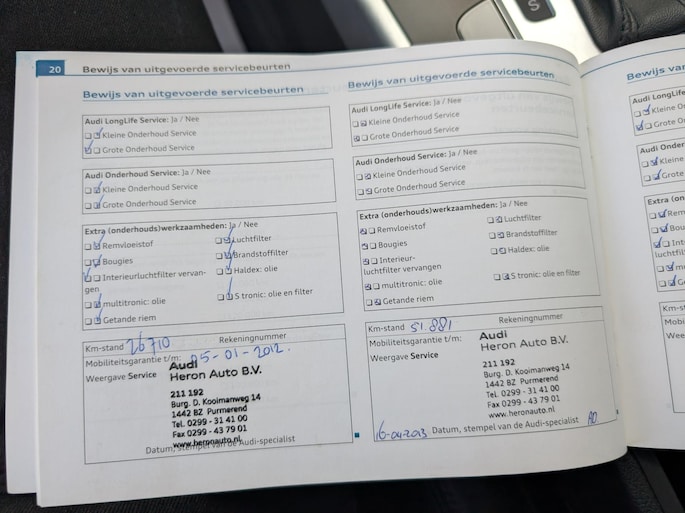 S
20 Bewijs van uitgevoerde servicebeurten
Bewijs van uitgevoerde servicebeurten
Audi LongLife Service: Ja / Nee
Kleine Onderhoud Service
Grote Onderhoud Service
Audi Onderhoud Service: Ja / Nee
Kleine Onderhoud Service
Grote Onderhoud Service
Extra (onderhouds)werkzaamheden: Ja / Nee
Remvloeistof
Luchtfilter
Bougies
Brandstoffilter
Interieurluchtfilter vervan-
gen
Haldex: olie
multitronic: olie
S tronic: olie en filter
Getande riem
Km-stand 26710 Rekeningnummer
Mobiliteitsgarantie t/m: 05-01-2012.
Weergave Service
Audi
Heron Auto B.V.
211 192
Burg. D. Kooimanweg 14
1442 BZ Purmerend
Tel. 0299 - 31 41 00
Fax 0299 - 43 79 01
www.heronauto.nl
Datum, stempel van de Audi-specialist
Bewijs van uitgevoerde servicebeurten
Audi LongLife Service: Ja / Nee
Kleine Onderhoud Service
Grote Onderhoud Service
Audi Onderhoud Service: Ja / Nee
Kleine Onderhoud Service
Grote Onderhoud Service
Extra (onderhouds)werkzaamheden: Ja / Nee
Remvloeistof
Luchtfilter
Bougies
Brandstoffilter
Interieur-
luchtfilter vervangen
Haldex: olie
multitronic: olie
S tronic: olie en filter
Getande riem
Km-stand 51.881 Rekeningnummer
Mobiliteitsgarantie t/m:
Weergave Service
Audi
Heron Auto B.V.
211 192
Burg. D. Kooimanweg 14
1442 BZ Purmerend
Tel. 0299 - 31 41 00
Fax 0299 - 43 79 01
www.heronauto.nl
16-04-2013 Datum, stempel van de Audi-specialist
Bewijs van
Audi LongLife
Kleine On
Grote On
Audi Onder
Kleine
Grote
Extra (on
Rem
Bou
Int
luchtfil
Km-st
Mobi
Wee